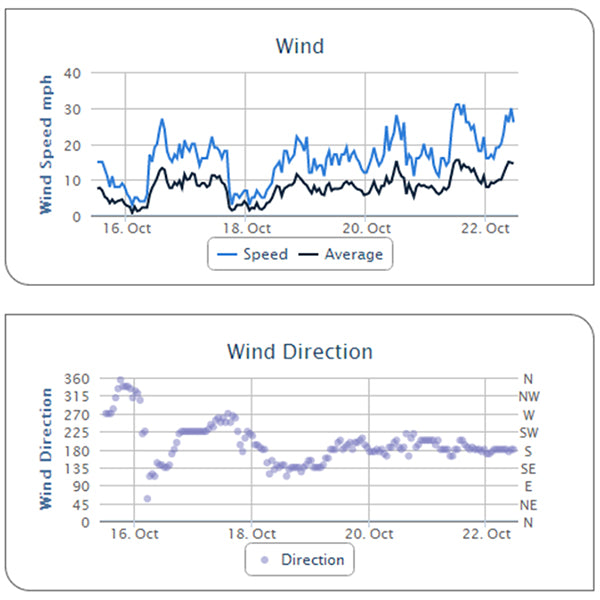 Wind
Wind Speed mph
40
30
20
10
0
16. Oct 18. Oct 20. Oct 22. Oct
Speed Average
Wind Direction
Wind Direction
360 N
315 NW
270 W
225 SW
180 S
135 SE
90 E
45 NE
0 N
16. Oct 18. Oct 20. Oct 22. Oct
Direction